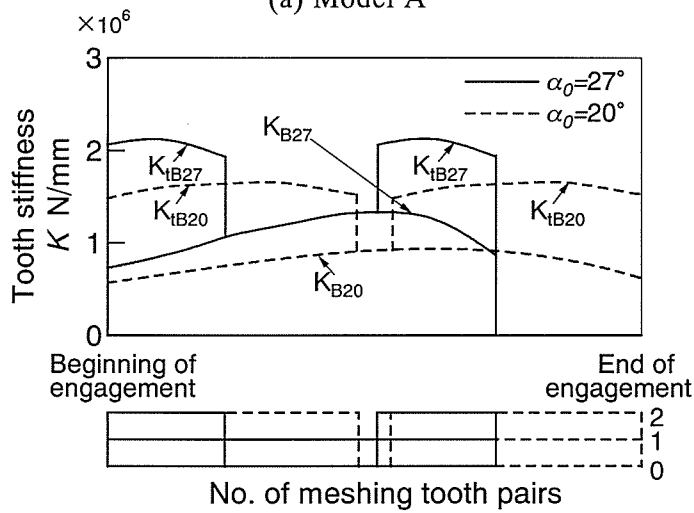 (a) Model A
×10⁶
3
2
1
0
Tooth stiffness
K N/mm
α₀=27°
α₀=20°
K_B27
K_tB27
K_tB27
K_tB20
K_tB20
K_B20
Beginning of
engagement
End of
engagement
2
1
0
No. of meshing tooth pairs